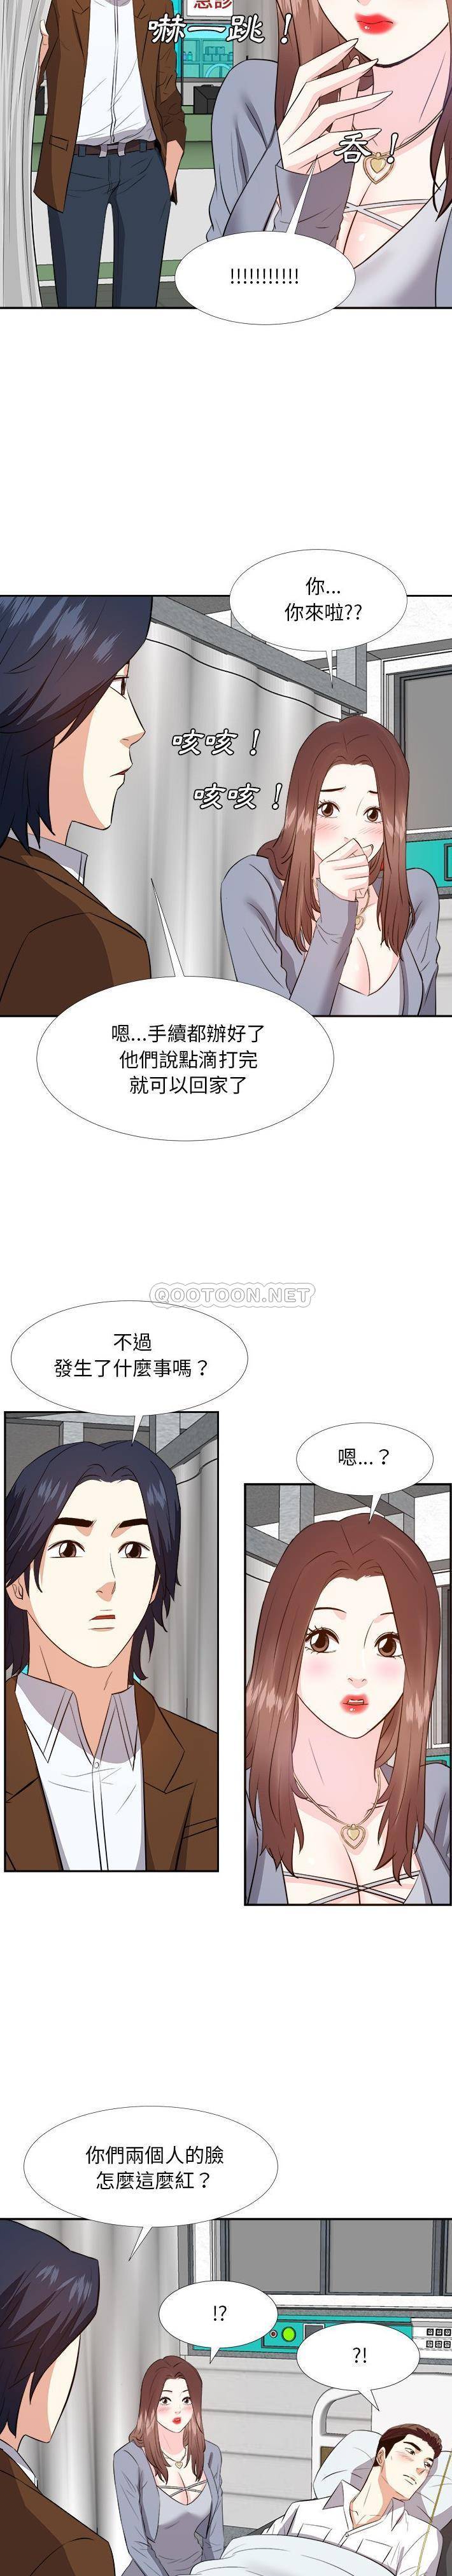 急診
嚇一跳！
吞！
!!!!!!!!!!!
你...
你來啦??
咳咳！
咳咳！
嗯...手續都辦好了
他們說點滴打完
就可以回家了
QOOTOON.NET
不過
發生了什麼事嗎？
嗯...？
你們兩個人的臉
怎麼這麼紅？
!?
?!